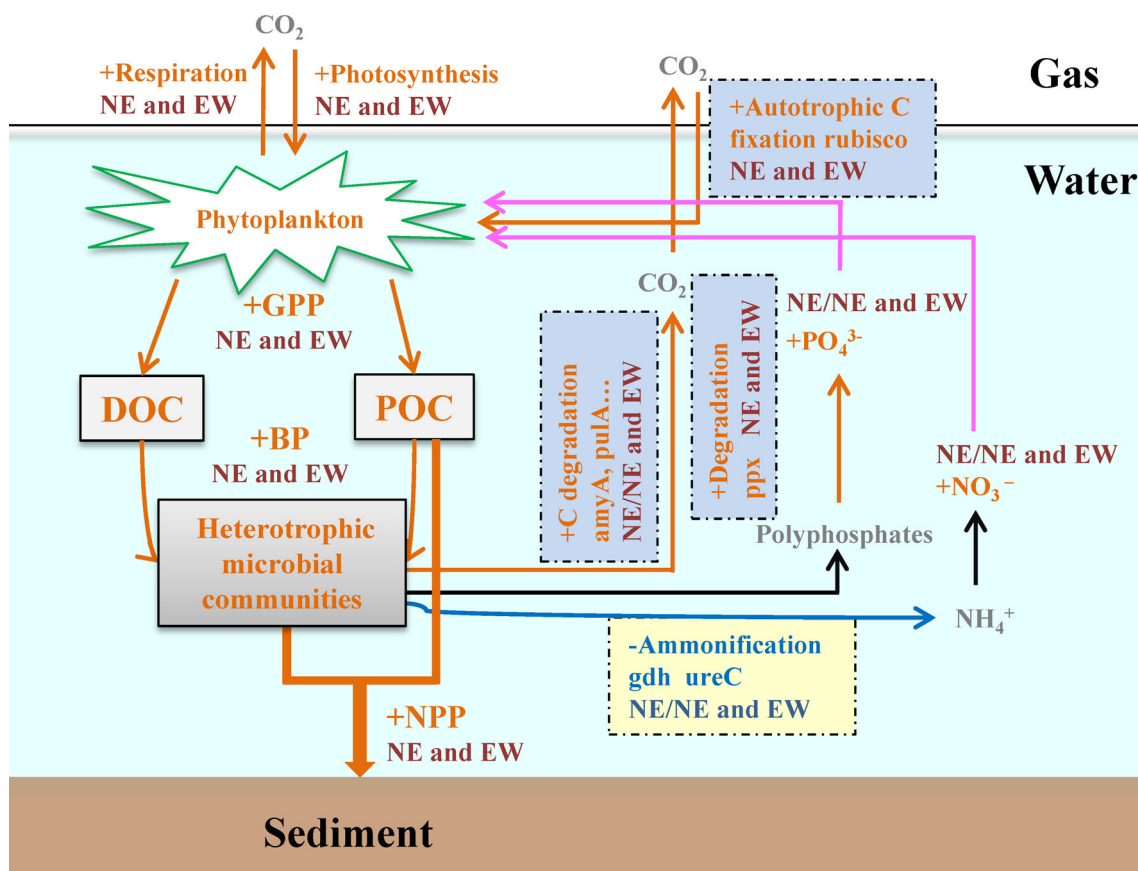 CO₂
+Respiration
NE and EW
+Photosynthesis
NE and EW
CO₂
Gas
+Autotrophic C
fixation rubisco
NE and EW
Water
Phytoplankton
+GPP
NE and EW
CO₂
NE/NE and EW
+PO₄³⁻
DOC
POC
+C degradation
amyA, pulA…
NE/NE and EW
+Degradation
ppx NE and EW
+BP
NE and EW
NE/NE and EW
+NO₃⁻
Heterotrophic
microbial
communities
Polyphosphates
NH₄⁺
-Ammonification
gdh ureC
NE/NE and EW
+NPP
NE and EW
Sediment